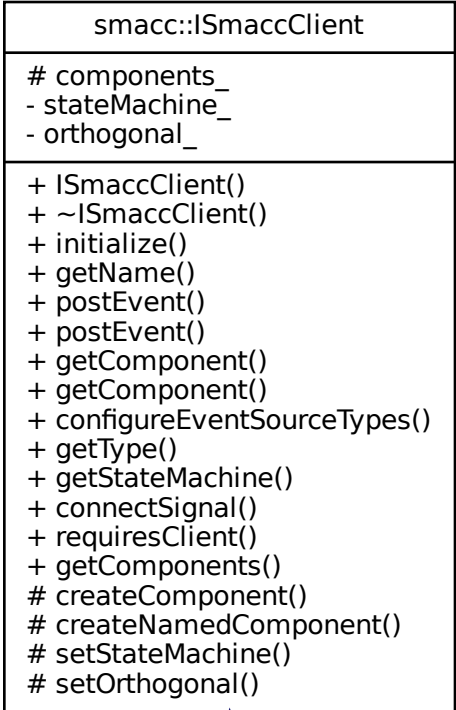 smacc::ISmaccClient
# components_
- stateMachine_
- orthogonal_
+ ISmaccClient()
+ ~ISmaccClient()
+ initialize()
+ getName()
+ postEvent()
+ postEvent()
+ getComponent()
+ getComponent()
+ configureEventSourceTypes()
+ getType()
+ getStateMachine()
+ connectSignal()
+ requiresClient()
+ getComponents()
# createComponent()
# createNamedComponent()
# setStateMachine()
# setOrthogonal()